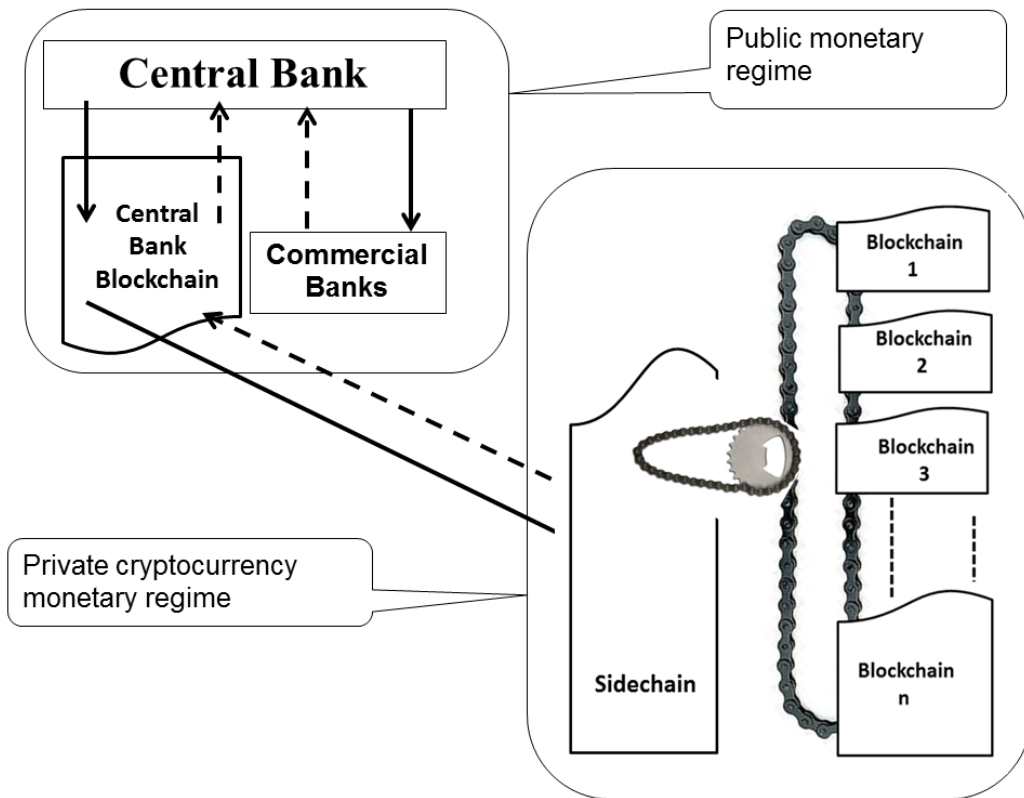 Central Bank
Public monetary
regime
Central
Bank
Blockchain
Commercial
Banks
Private cryptocurrency
monetary regime
Sidechain
Blockchain
1
Blockchain
2
Blockchain
3
Blockchain
n